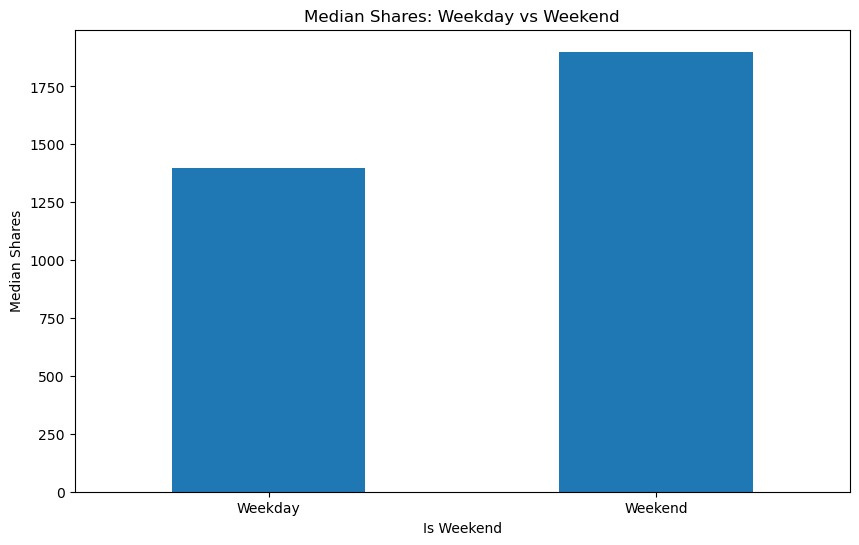 Median Shares: Weekday vs Weekend
Median Shares
1750
1500
1250
1000
750
500
250
0
Weekday Weekend
Is Weekend